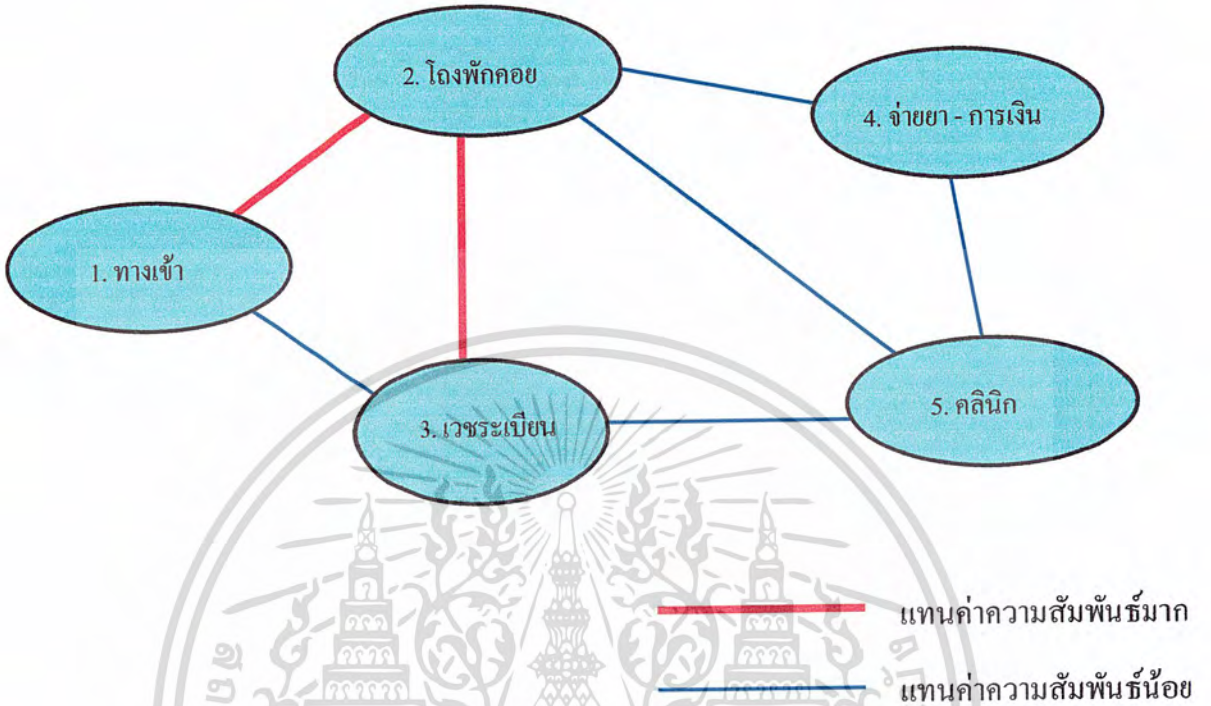 2. โถงพักคอย
4. จ่ายยา - การเงิน
1. ทางเข้า
5. คลินิก
3. เวชระเบียน
แทนค่าความสัมพันธ์มาก
แทนค่าความสัมพันธ์น้อย